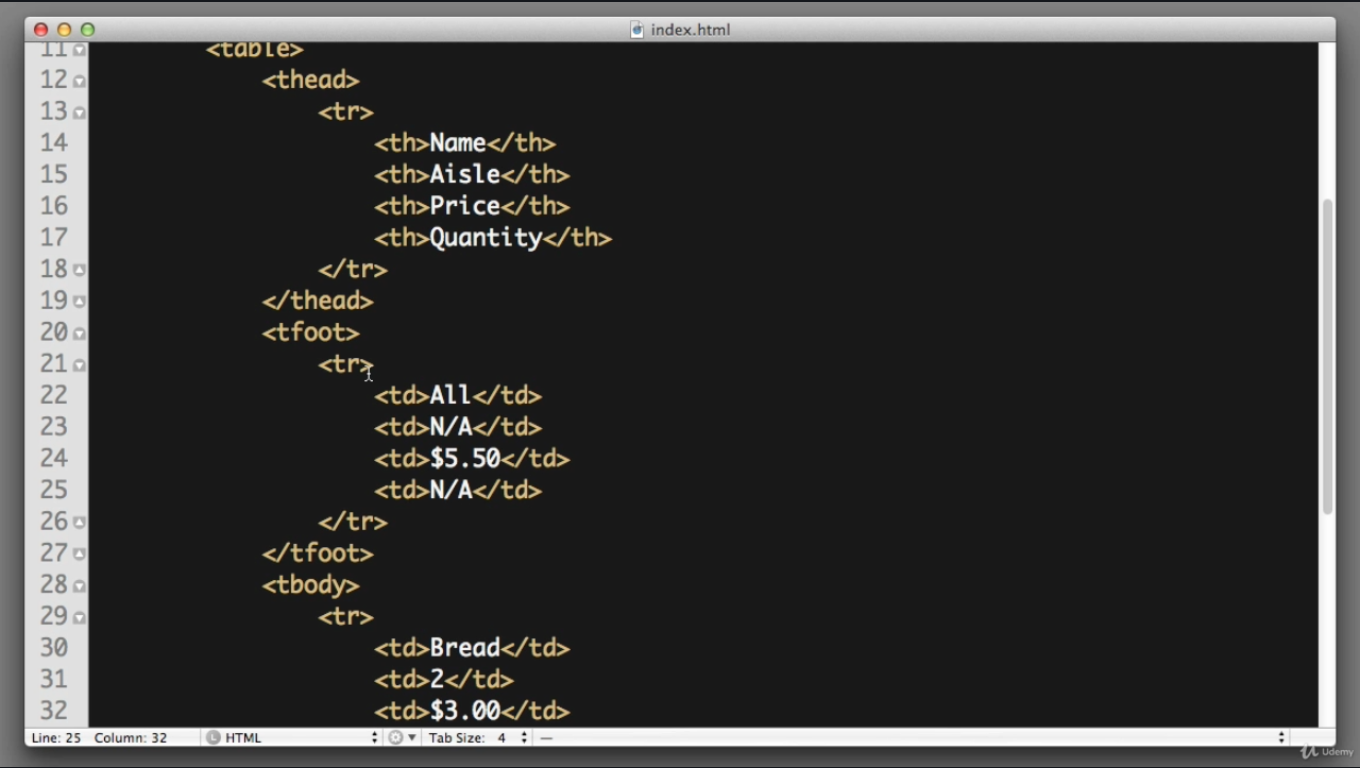 index.html
11 <table>
12 <thead>
13 <tr>
14 <th>Name</th>
15 <th>Aisle</th>
16 <th>Price</th>
17 <th>Quantity</th>
18 </tr>
19 </thead>
20 <tfoot>
21 <tr>
22 <td>All</td>
23 <td>N/A</td>
24 <td>$5.50</td>
25 <td>N/A</td>
26 </tr>
27 </tfoot>
28 <tbody>
29 <tr>
30 <td>Bread</td>
31 <td>2</td>
32 <td>$3.00</td>
Line: 25 Column: 32 L HTML Tab Size: 4 —
Udemy